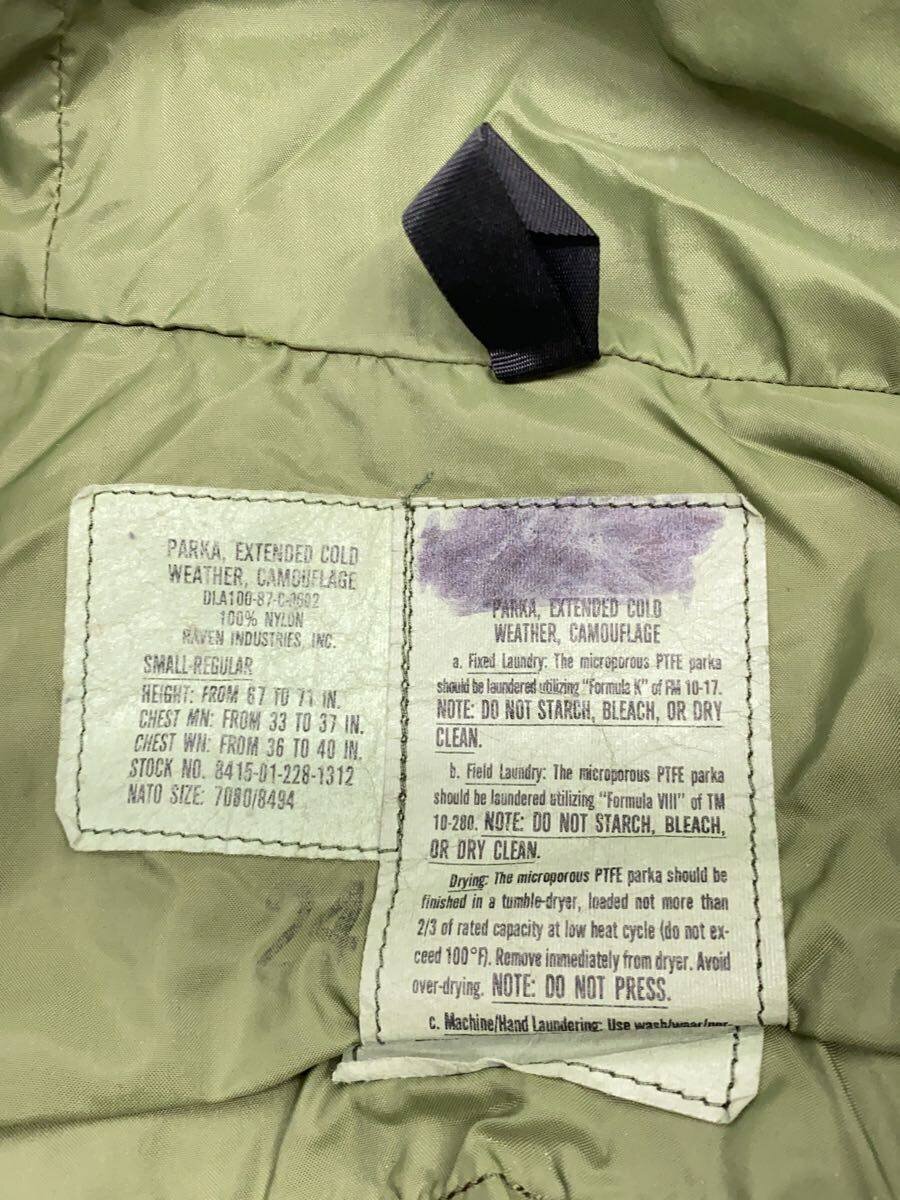 PARKA, EXTENDED COLD
WEATHER, CAMOUFLAGE
DLA100-87-C-0602
100% NYLON
RAVEN INDUSTRIES, INC.
SMALL-REGULAR
HEIGHT: FROM 67 TO 71 IN.
CHEST MN: FROM 33 TO 37 IN.
CHEST WN: FROM 36 TO 40 IN.
STOCK NO. 8415-01-228-1312
NATO SIZE: 7080/8494
PARKA, EXTENDED COLD
WEATHER, CAMOUFLAGE
a. Fixed Laundry: The microporous PTFE parka
should be laundered utilizing "Formula K" of FM 10-17.
NOTE: DO NOT STARCH, BLEACH, OR DRY
CLEAN.
b. Field Laundry: The microporous PTFE parka
should be laundered utilizing "Formula VIII" of TM
10-280. NOTE: DO NOT STARCH, BLEACH,
OR DRY CLEAN.
Drying: The microporous PTFE parka should be
finished in a tumble-dryer, loaded not more than
2/3 of rated capacity at low heat cycle (do not ex-
ceed 100°F). Remove immediately from dryer. Avoid
over-drying. NOTE: DO NOT PRESS.
c. Machine/Hand Laundering: Use wash/wear/per